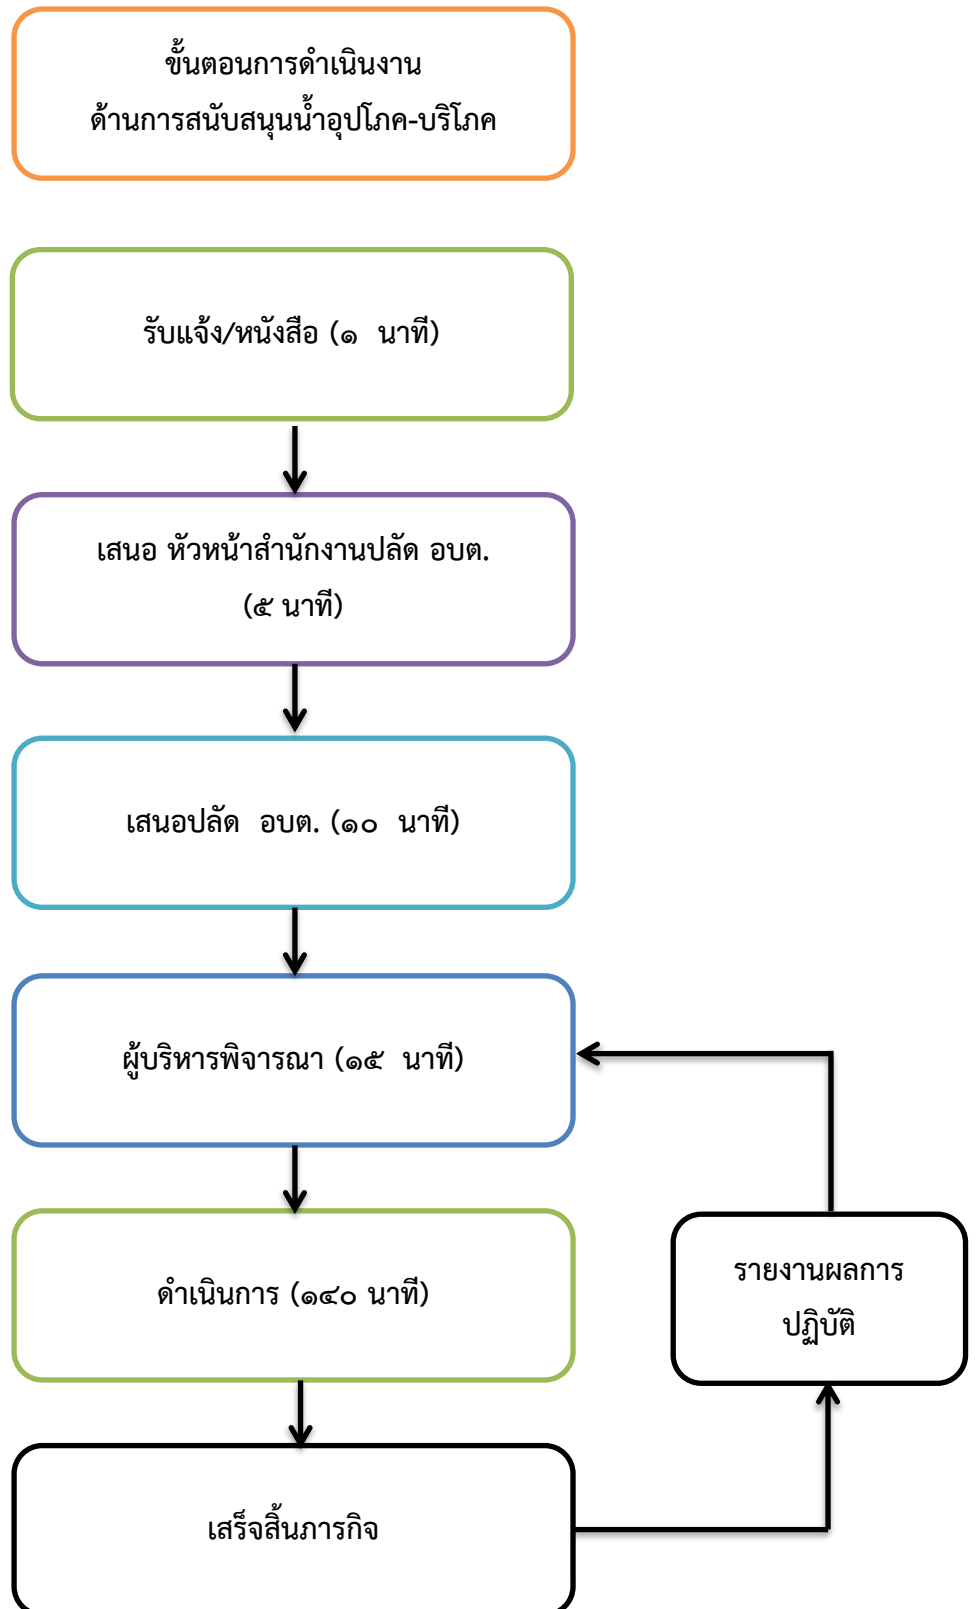 ขั้นตอนการดำเนินงาน
ด้านการสนับสนุนน้ำอุปโภค-บริโภค
รับแจ้ง/หนังสือ (๑ นาที)
เสนอ หัวหน้าสำนักงานปลัด อบต.
(๕ นาที)
เสนอปลัด อบต. (๑๐ นาที)
ผู้บริหารพิจารณา (๑๕ นาที)
ดำเนินการ (๑๔๐ นาที)
รายงานผลการ
ปฏิบัติ
เสร็จสิ้นภารกิจ